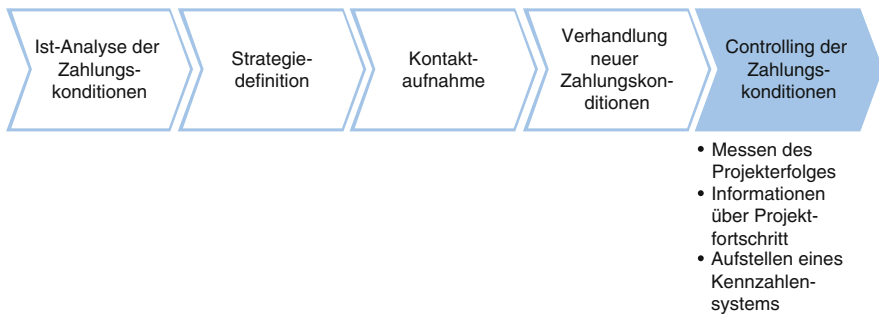 Ist-Analyse der
Zahlungs-
konditionen
Strategie-
definition
Kontakt-
aufnahme
Verhandlung
neuer
Zahlungskon-
ditionen
Controlling der
Zahlungs-
konditionen
• Messen des
Projekterfolges
• Informationen
über Projekt-
fortschritt
• Aufstellen eines
Kennzahlen-
systems